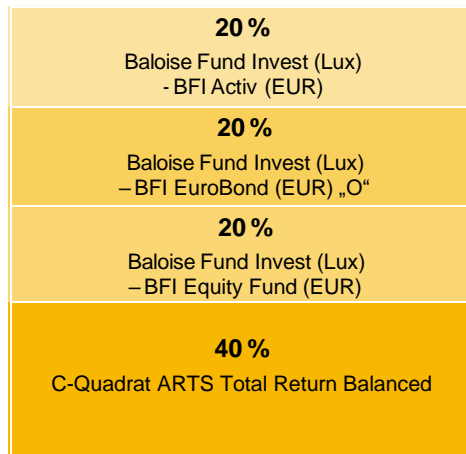 20 %
Baloise Fund Invest (Lux)
- BFI Activ (EUR)
20 %
Baloise Fund Invest (Lux)
– BFI EuroBond (EUR) „O“
20 %
Baloise Fund Invest (Lux)
– BFI Equity Fund (EUR)
40 %
C-Quadrat ARTS Total Return Balanced